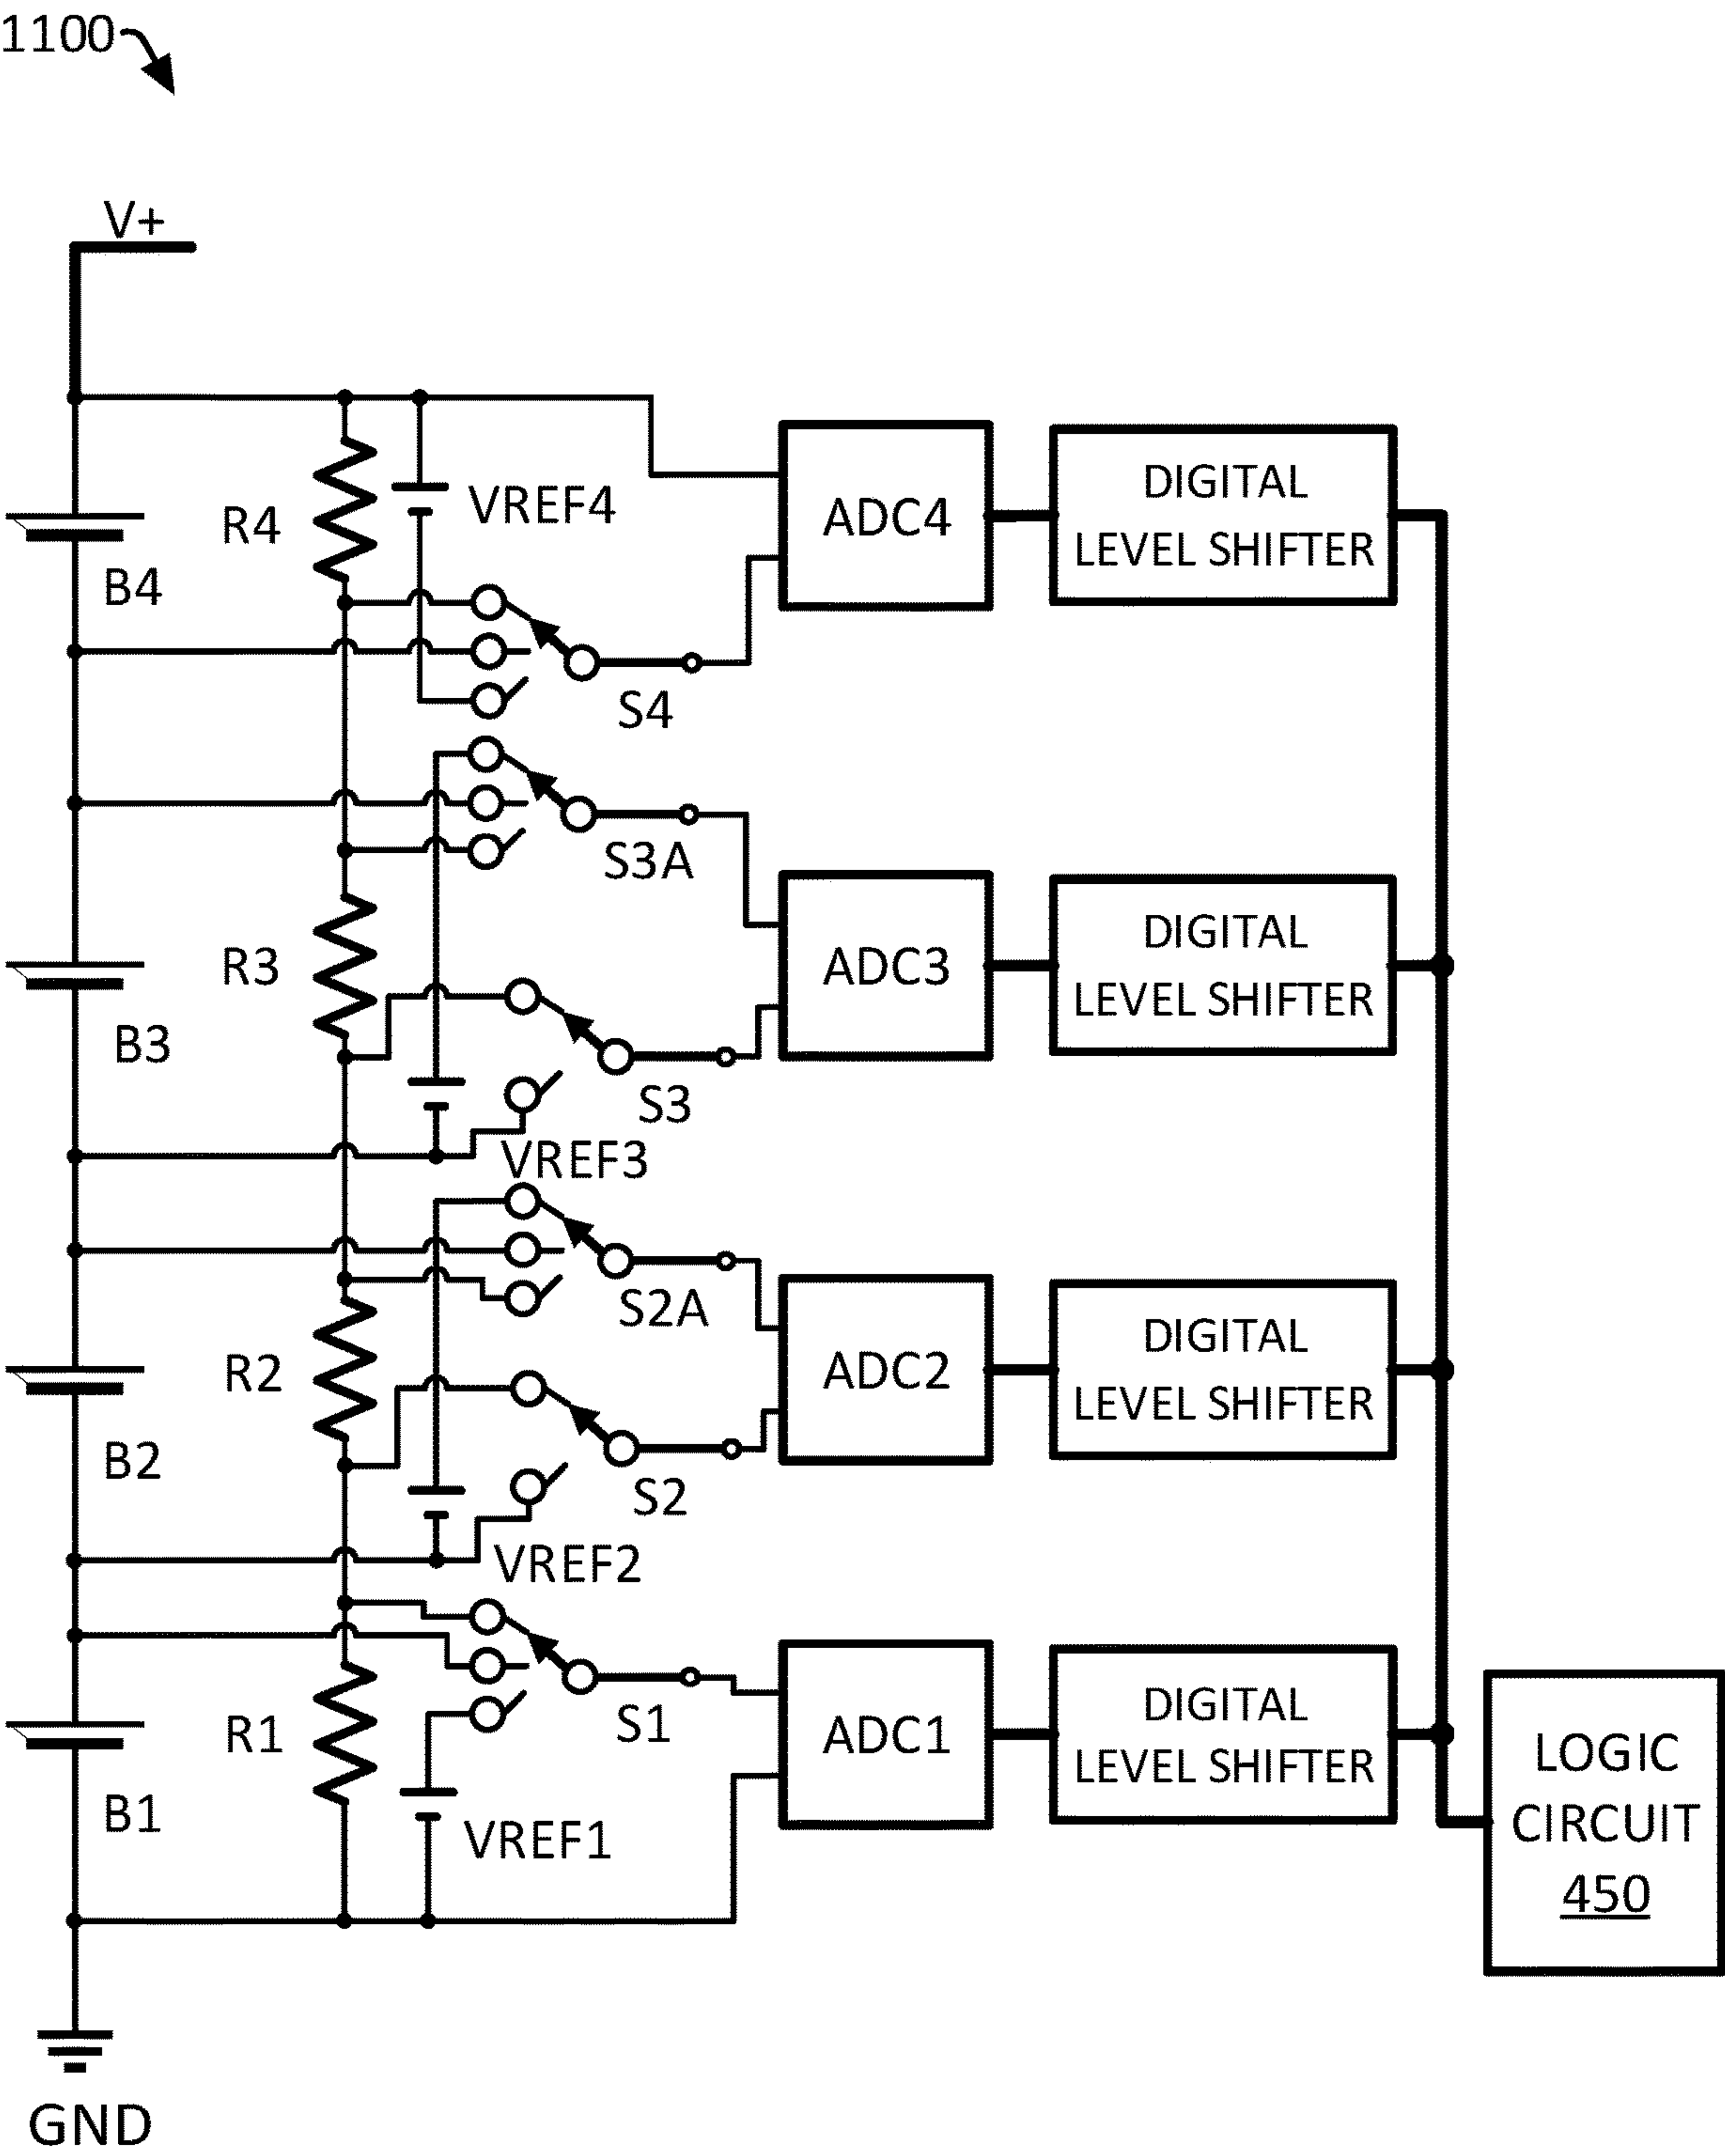 1100
V+
R4
VREF4
ADC4
DIGITAL
LEVEL SHIFTER
B4
S4
S3A
R3
ADC3
DIGITAL
LEVEL SHIFTER
B3
S3
VREF3
S2A
R2
ADC2
DIGITAL
LEVEL SHIFTER
B2
S2
VREF2
R1
S1
ADC1
DIGITAL
LEVEL SHIFTER
B1
VREF1
LOGIC
CIRCUIT
450
GND